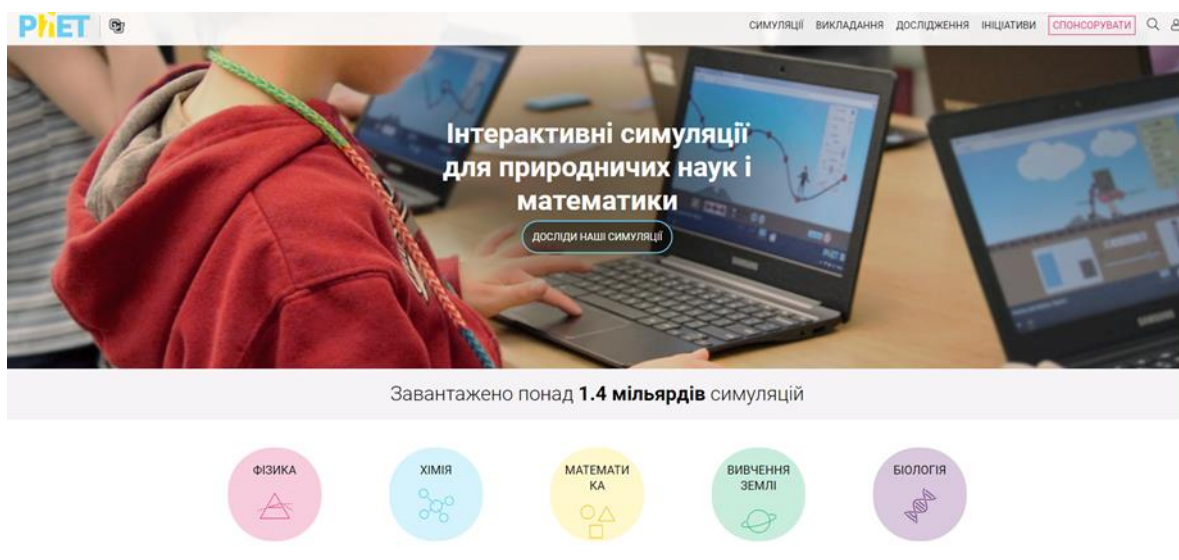 PhET
СИМУЛЯЦІЇ ВИКЛАДАННЯ ДОСЛІДЖЕННЯ ІНІЦІАТИВИ СПОНСОРУВАТИ
Інтерактивні симуляції
для природничих наук і
математики
ДОСЛІДИ НАШІ СИМУЛЯЦІЇ
Завантажено понад 1.4 мільярдів симуляцій
ФІЗИКА
ХІМІЯ
МАТЕМАТИ
КА
ВИВЧЕННЯ
ЗЕМЛІ
БІОЛОГІЯ